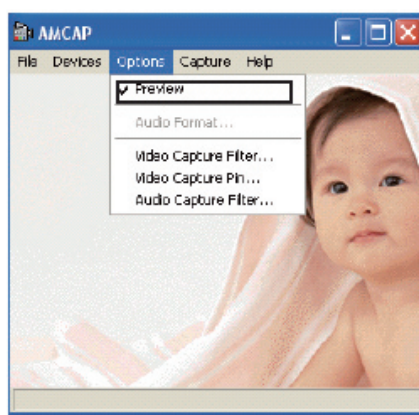 AMCAP
File Devices Options Capture Help
Preview
Audio Format...
Video Capture Filter...
Video Capture Pin...
Audio Capture Filter...